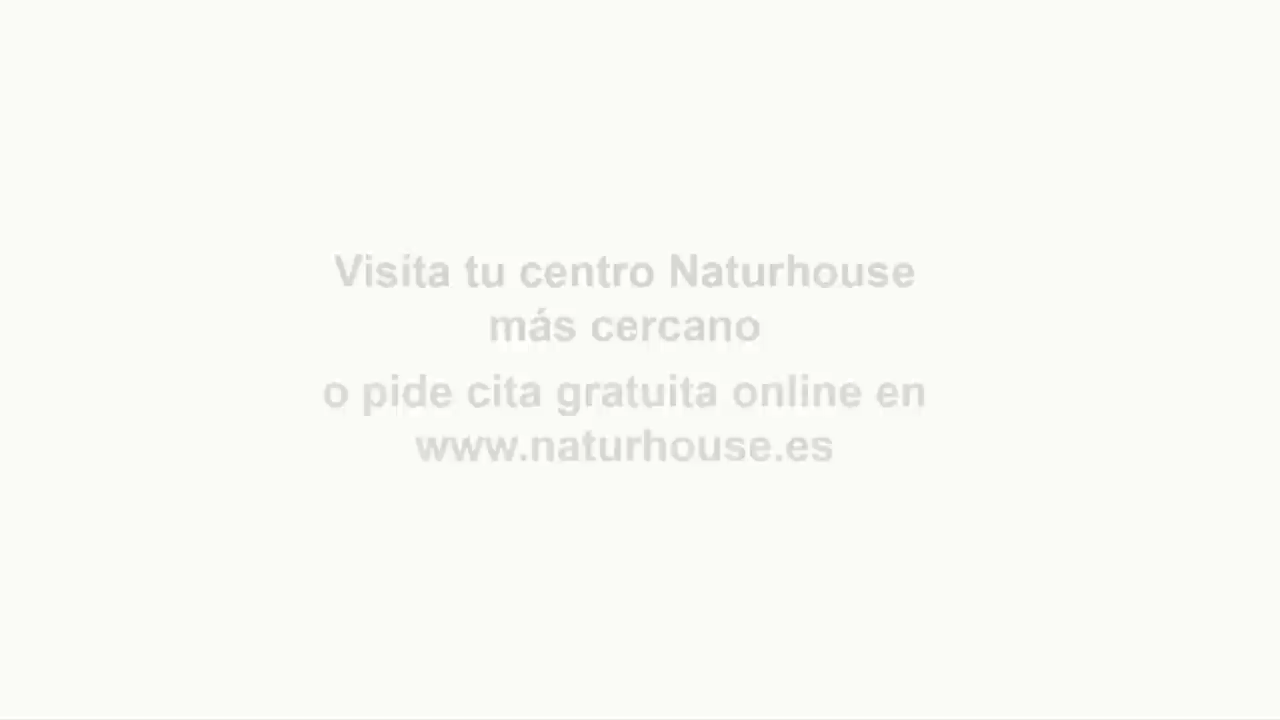 Visita tu centro Naturhouse
más cercano
o pide cita gratuita online en
www.naturhouse.es